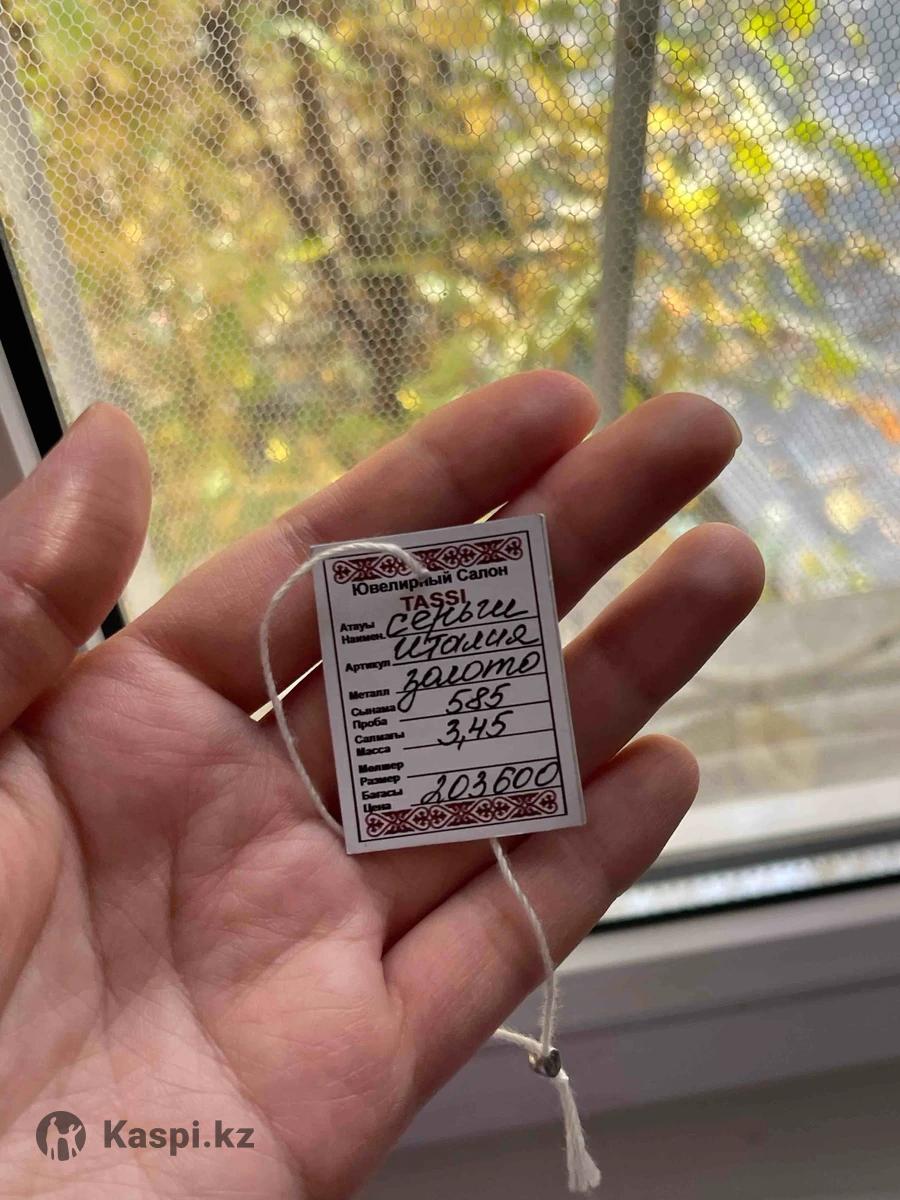 Ювелирный Салон
TASSI
Атауы
Наимен. серьги
Италия
Артикул
Металл золото
Сынама
Проба 585
Салмағы
Масса 3,45
Мөлшер
Размер
Бағасы
Цена 203600
Kaspi.kz